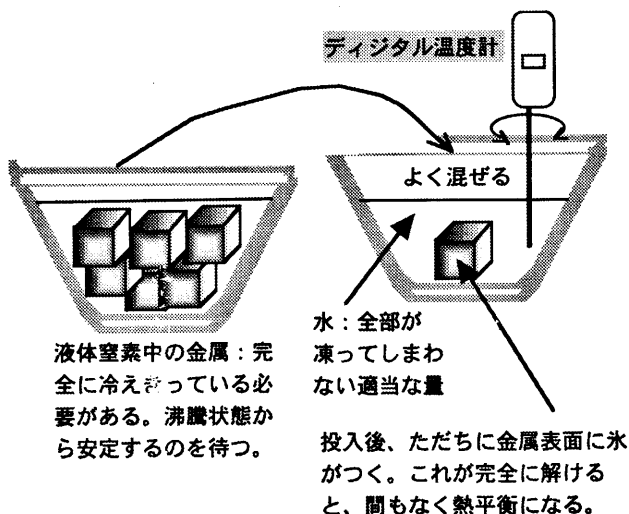 ディジタル温度計
よく混ぜる
液体窒素中の金属：完
全に冷えきっている必
要がある。沸騰状態か
ら安定するのを待つ。
水：全部が
凍ってしまわ
ない適当な量
投入後、ただちに金属表面に氷
がつく。これが完全に解ける
と、間もなく熱平衡になる。